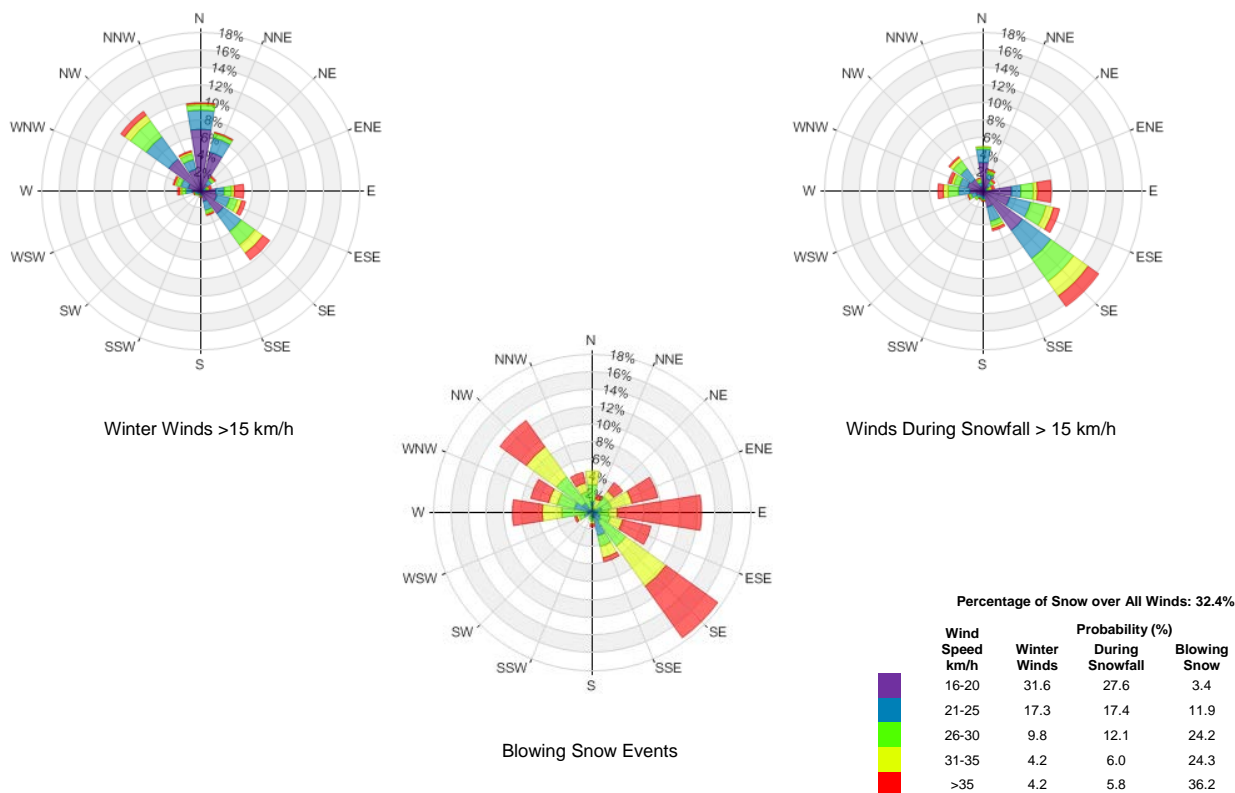 N
NNW
NNE
NW
NE
WNW
ENE
W
E
WSW
ESE
SW
SE
SSW
SSE
S
18%
16%
14%
12%
10%
6%
4%
2%
Winter Winds >15 km/h
N
NNW
NNE
NW
NE
WNW
ENE
W
E
WSW
ESE
SW
SE
SSW
SSE
S
18%
16%
14%
12%
10%
8%
6%
4%
Winds During Snowfall > 15 km/h
N
NNW
NNE
NW
NE
WNW
ENE
W
E
WSW
ESE
SW
SE
SSW
SSE
S
18%
16%
14%
12%
10%
8%
6%
4%
2%
Blowing Snow Events
Percentage of Snow over All Winds: 32.4%
Wind Speed km/h
Probability (%)
Winter Winds
During Snowfall
Blowing Snow
16-20 31.6 27.6 3.4
21-25 17.3 17.4 11.9
26-30 9.8 12.1 24.2
31-35 4.2 6.0 24.3
>35 4.2 5.8 36.2